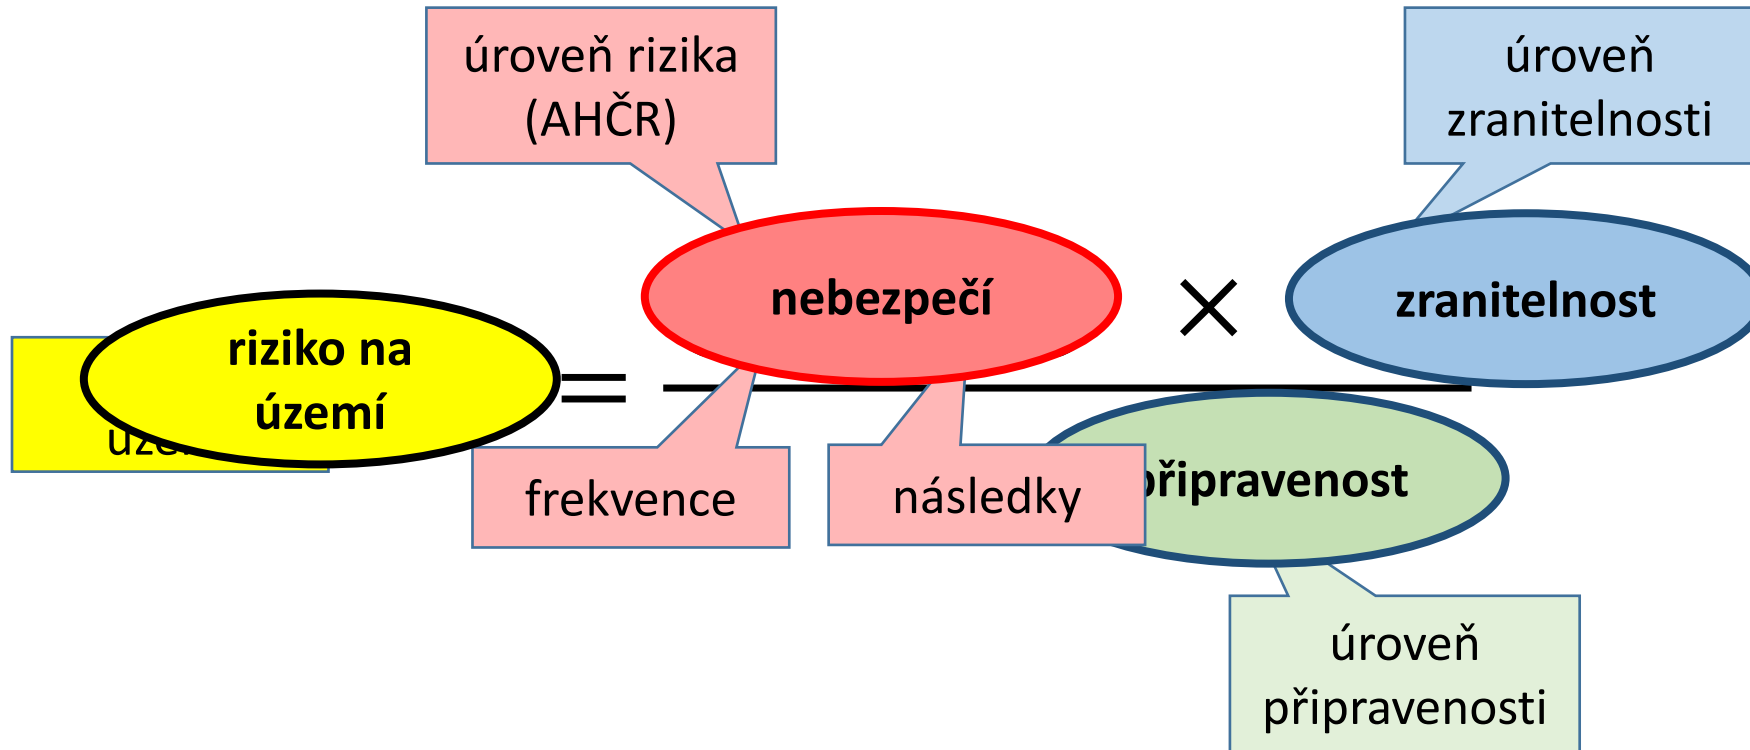 úroveň rizika
(AHČR)
úroveň
zranitelnosti
nebezpečí
×
zranitelnost
riziko na
území
=
frekvence
následky
připravenost
úroveň
připravenosti